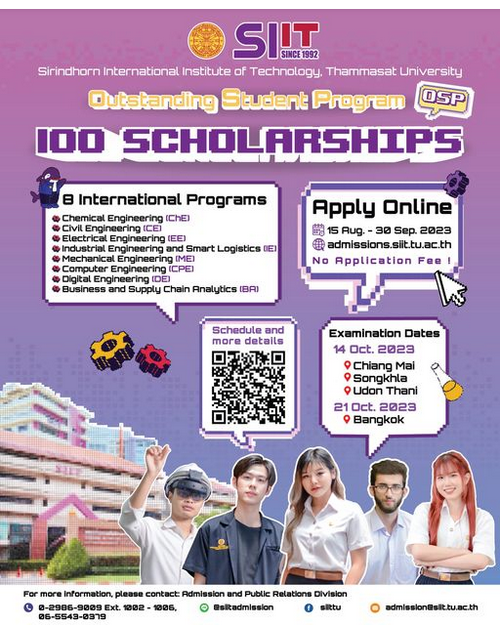 SIIT
SINCE 1992
Sirindhorn International Institute of Technology, Thammasat University
Outstanding Student Program OSP
100 SCHOLARSHIPS
8 International Programs
Chemical Engineering (ChE)
Civil Engineering (CE)
Electrical Engineering (EE)
Industrial Engineering and Smart Logistics (IE)
Mechanical Engineering (ME)
Computer Engineering (CPE)
Digital Engineering (DE)
Business and Supply Chain Analytics (BA)
Apply Online
15 Aug. - 30 Sep. 2023
admissions.siit.tu.ac.th
No Application Fee !
Schedule and
more details
Examination Dates
14 Oct. 2023
Chiang Mai
Songkhla
Udon Thani
21 Oct. 2023
Bangkok
For more information, please contact: Admission and Public Relations Division
0-2986-9009 Ext. 1002 - 1006,
06-5543-0379
@siitadmission
siittu
admission@siit.tu.ac.th